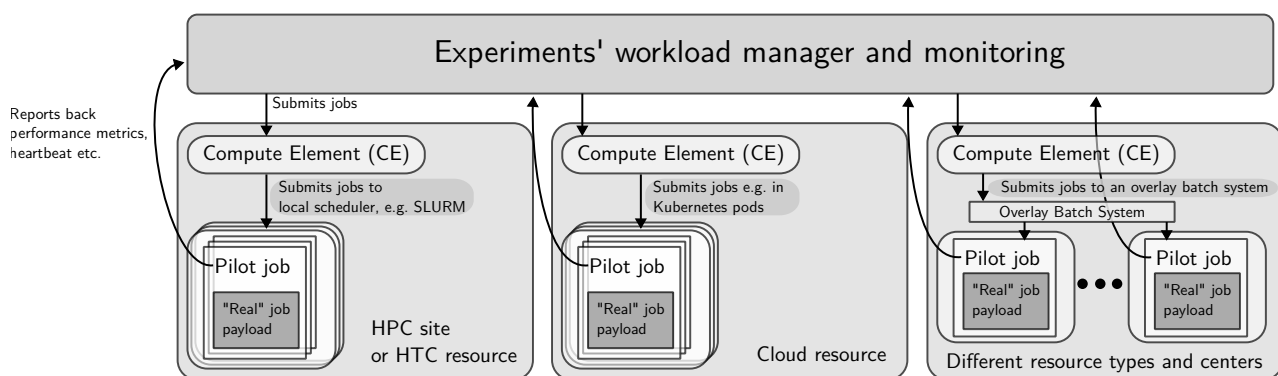 Experiments' workload manager and monitoring
Reports back
performance metrics,
heartbeat etc.
Submits jobs
Compute Element (CE)
Submits jobs to
local scheduler, e.g. SLURM
Pilot job
"Real" job
payload
HPC site
or HTC resource
Compute Element (CE)
Submits jobs e.g. in
Kubernetes pods
Pilot job
"Real" job
payload
Cloud resource
Compute Element (CE)
Submits jobs to an overlay batch system
Overlay Batch System
Pilot job
"Real" job
payload
Pilot job
"Real" job
payload
Different resource types and centers